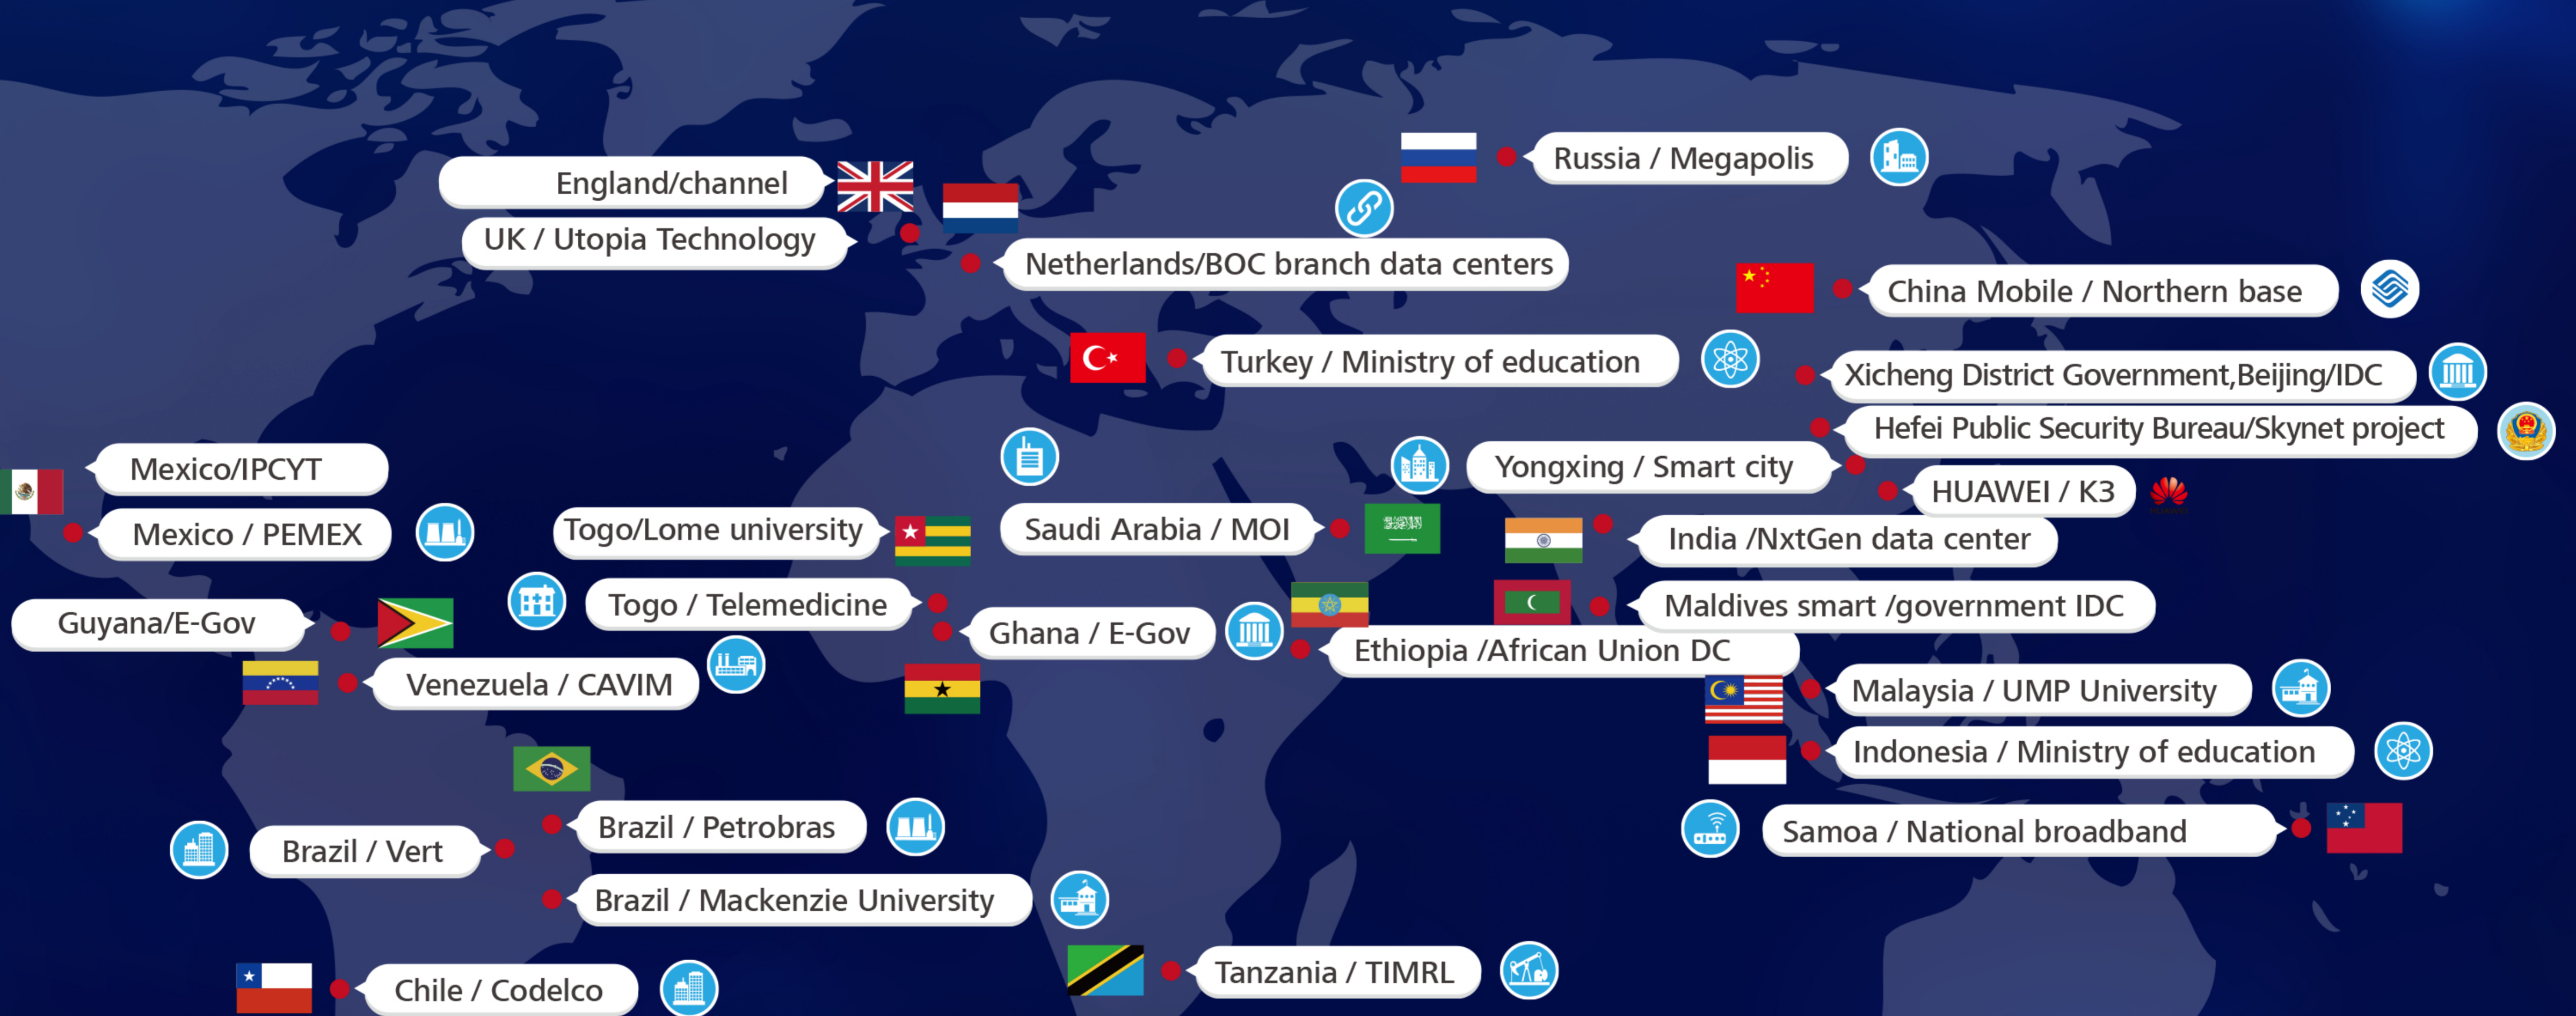 Russia / Megapolis
England/channel
UK / Utopia Technology
Netherlands/BOC branch data centers
China Mobile / Northern base
Turkey / Ministry of education
Xicheng District Government,Beijing/IDC
Hefei Public Security Bureau/Skynet project
Mexico/IPCYT
Yongxing / Smart city
HUAWEI / K3
Mexico / PEMEX
Togo/Lome university
Saudi Arabia / MOI
India /NxtGen data center
Guyana/E-Gov
Togo / Telemedicine
Ghana / E-Gov
Maldives smart /government IDC
Ethiopia /African Union DC
Venezuela / CAVIM
Malaysia / UMP University
Indonesia / Ministry of education
Brazil / Petrobras
Brazil / Vert
Samoa / National broadband
Brazil / Mackenzie University
Tanzania / TIMRL
Chile / Codelco